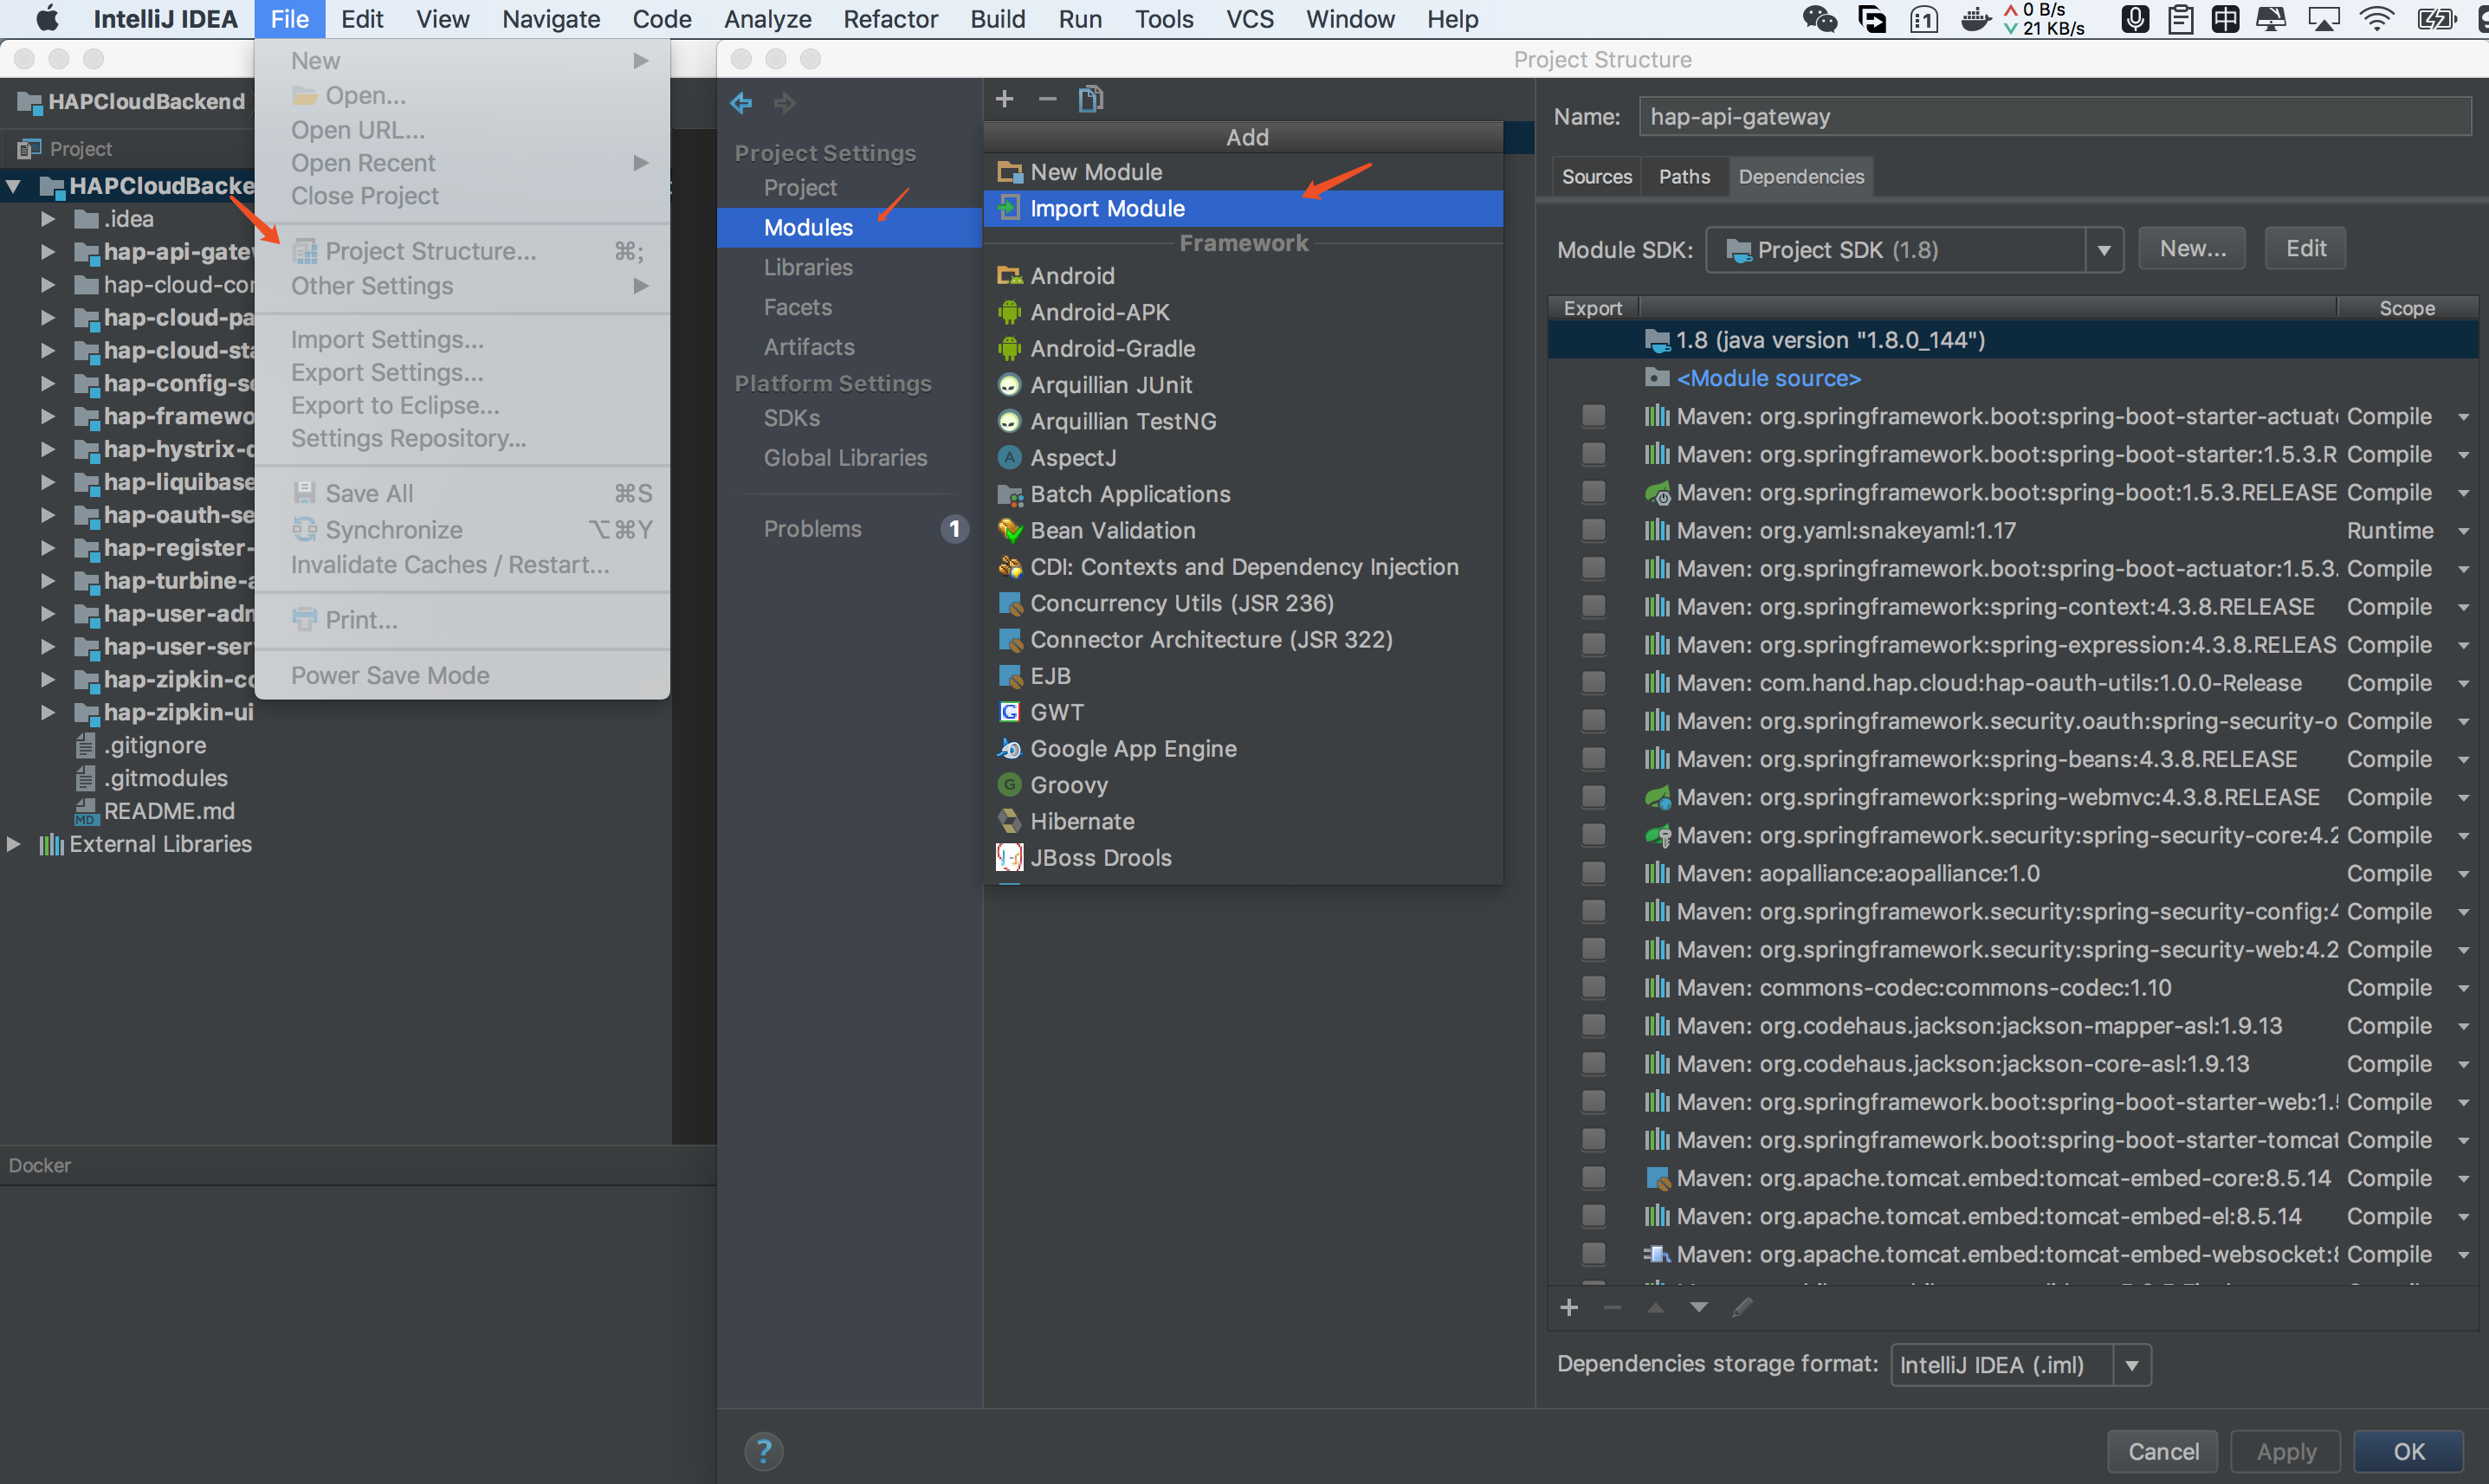 IntelliJ IDEA File Edit View Navigate Code Analyze Refactor Build Run Tools VCS Window Help
0 B/s
21 KB/s
中
HAPCloudBackend
Project
HAPCloudBacke
.idea
hap-api-gate
hap-cloud-co
hap-cloud-pa
hap-cloud-sta
hap-config-se
hap-framewo
hap-hystrix-d
hap-liquibase
hap-oauth-se
hap-register-
hap-turbine-a
hap-user-adm
hap-user-ser
hap-zipkin-co
hap-zipkin-ui
.gitignore
.gitmodules
README.md
External Libraries
Docker
New
Open...
Open URL...
Open Recent
Close Project
Project Structure... ⌘;
Other Settings
Import Settings...
Export Settings...
Export to Eclipse...
Settings Repository...
Save All ⌘S
Synchronize ⌥⌘Y
Invalidate Caches / Restart...
Print...
Power Save Mode
Project Structure
Project Settings
Project
Modules
Libraries
Facets
Artifacts
Platform Settings
SDKs
Global Libraries
Problems 1
Add
New Module
Import Module
Framework
Android
Android-APK
Android-Gradle
Arquillian JUnit
Arquillian TestNG
AspectJ
Batch Applications
Bean Validation
CDI: Contexts and Dependency Injection
Concurrency Utils (JSR 236)
Connector Architecture (JSR 322)
EJB
GWT
Google App Engine
Groovy
Hibernate
JBoss Drools
Name: hap-api-gateway
Sources Paths Dependencies
Module SDK: Project SDK (1.8) New... Edit
Export Scope
1.8 (java version "1.8.0_144")
<Module source>
Maven: org.springframework.boot:spring-boot-starter-actuat Compile
Maven: org.springframework.boot:spring-boot-starter:1.5.3.R Compile
Maven: org.springframework.boot:spring-boot:1.5.3.RELEASE Compile
Maven: org.yaml:snakeyaml:1.17 Runtime
Maven: org.springframework.boot:spring-boot-actuator:1.5.3. Compile
Maven: org.springframework:spring-context:4.3.8.RELEASE Compile
Maven: org.springframework:spring-expression:4.3.8.RELEAS Compile
Maven: com.hand.hap.cloud:hap-oauth-utils:1.0.0-Release Compile
Maven: org.springframework.security.oauth:spring-security-o Compile
Maven: org.springframework:spring-beans:4.3.8.RELEASE Compile
Maven: org.springframework:spring-webmvc:4.3.8.RELEASE Compile
Maven: org.springframework.security:spring-security-core:4.2 Compile
Maven: aopalliance:aopalliance:1.0 Compile
Maven: org.springframework.security:spring-security-config:4 Compile
Maven: org.springframework.security:spring-security-web:4.2 Compile
Maven: commons-codec:commons-codec:1.10 Compile
Maven: org.codehaus.jackson:jackson-mapper-asl:1.9.13 Compile
Maven: org.codehaus.jackson:jackson-core-asl:1.9.13 Compile
Maven: org.springframework.boot:spring-boot-starter-web:1. Compile
Maven: org.springframework.boot:spring-boot-starter-tomcat Compile
Maven: org.apache.tomcat.embed:tomcat-embed-core:8.5.14 Compile
Maven: org.apache.tomcat.embed:tomcat-embed-el:8.5.14 Compile
Maven: org.apache.tomcat.embed:tomcat-embed-websocket:8 Compile
Dependencies storage format: IntelliJ IDEA (.iml)
? Cancel Apply OK